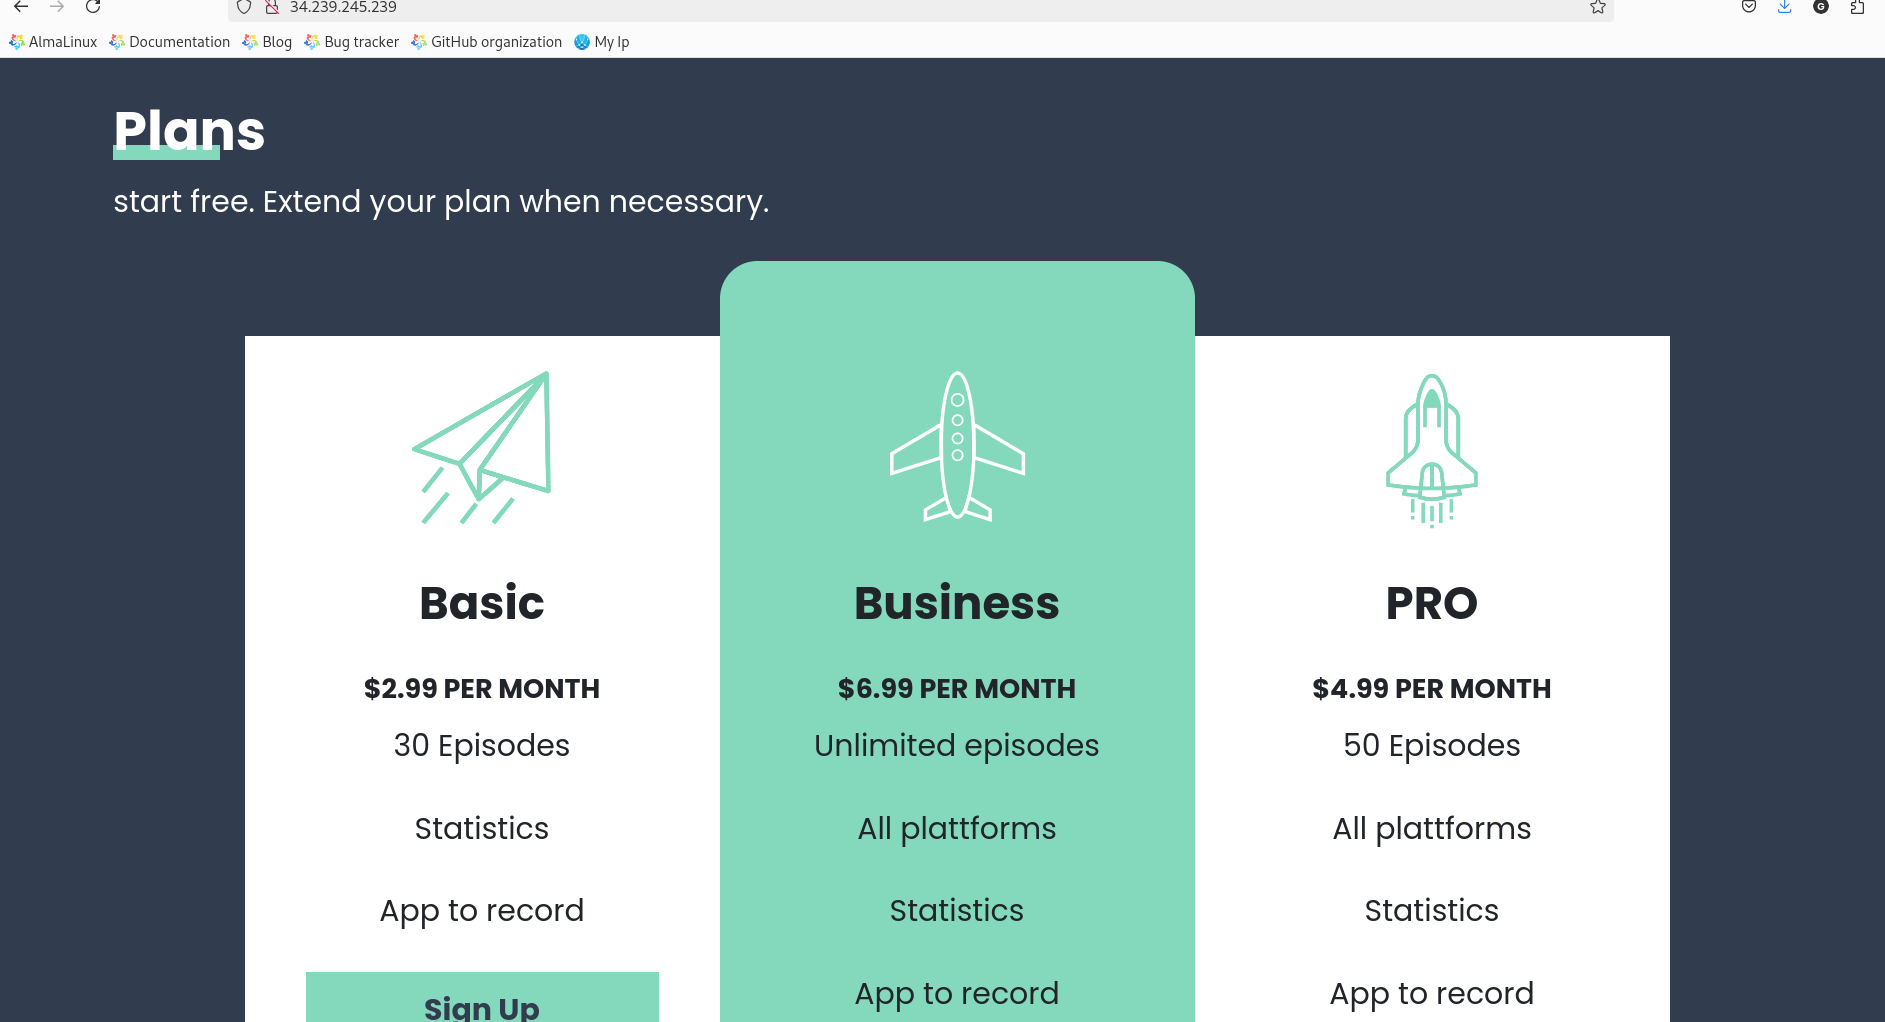 34.239.245.239
AlmaLinux Documentation Blog Bug tracker GitHub organization My Ip
Plans
start free. Extend your plan when necessary.
Basic
$2.99 PER MONTH
30 Episodes
Statistics
App to record
Sign Up
Business
$6.99 PER MONTH
Unlimited episodes
All plattforms
Statistics
App to record
PRO
$4.99 PER MONTH
50 Episodes
All plattforms
Statistics
App to record